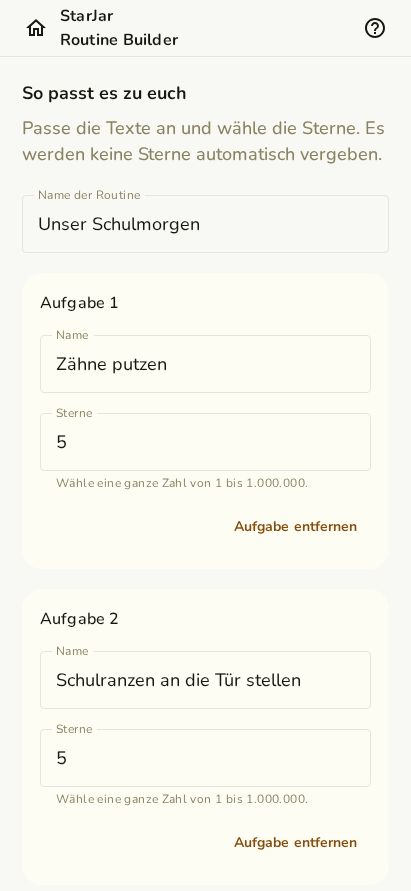 StarJar
Routine Builder
So passt es zu euch
Passe die Texte an und wähle die Sterne. Es
werden keine Sterne automatisch vergeben.
Name der Routine
Unser Schulmorgen
Aufgabe 1
Name
Zähne putzen
Sterne
5
Wähle eine ganze Zahl von 1 bis 1.000.000.
Aufgabe entfernen
Aufgabe 2
Name
Schulranzen an die Tür stellen
Sterne
5
Wähle eine ganze Zahl von 1 bis 1.000.000.
Aufgabe entfernen